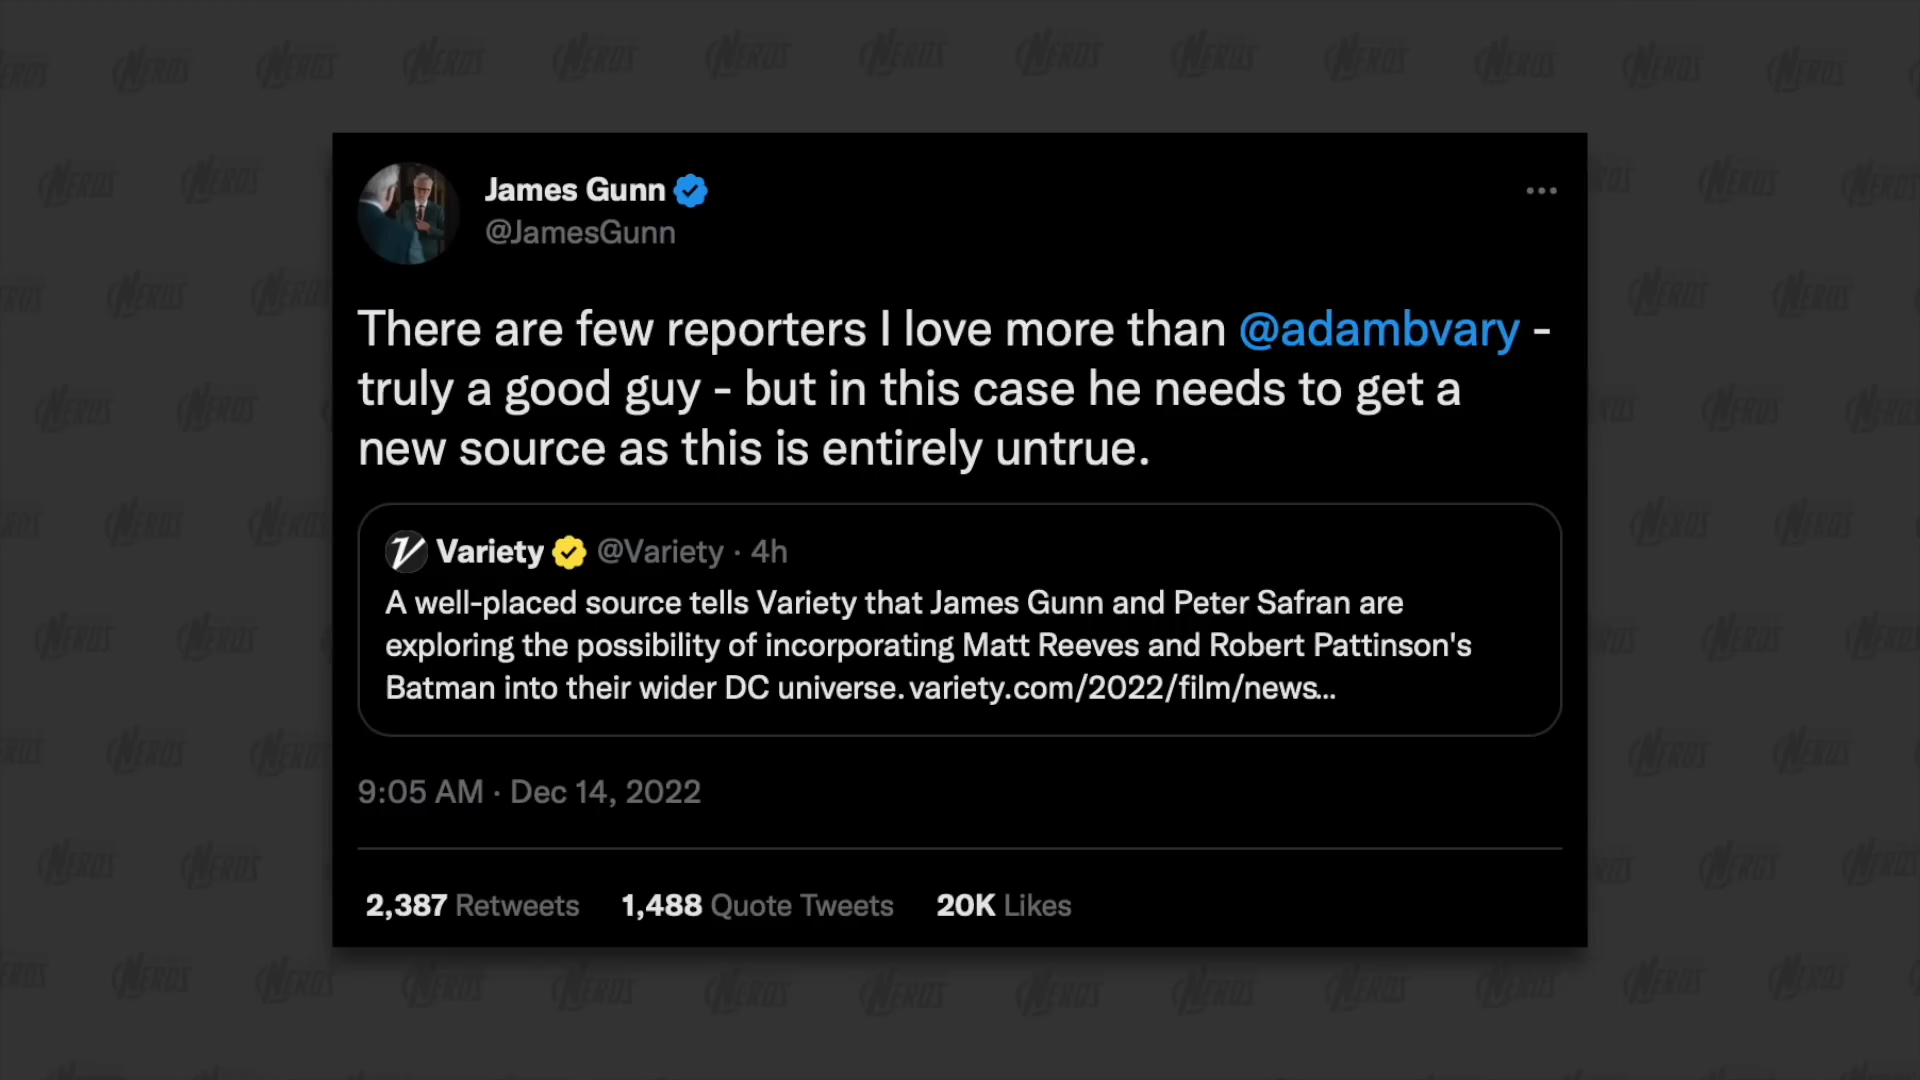 James Gunn
@JamesGunn
There are few reporters I love more than @adambvary -
truly a good guy - but in this case he needs to get a
new source as this is entirely untrue.
Variety @Variety · 4h
A well-placed source tells Variety that James Gunn and Peter Safran are
exploring the possibility of incorporating Matt Reeves and Robert Pattinson's
Batman into their wider DC universe. variety.com/2022/film/news...
9:05 AM · Dec 14, 2022
2,387 Retweets 1,488 Quote Tweets 20K Likes